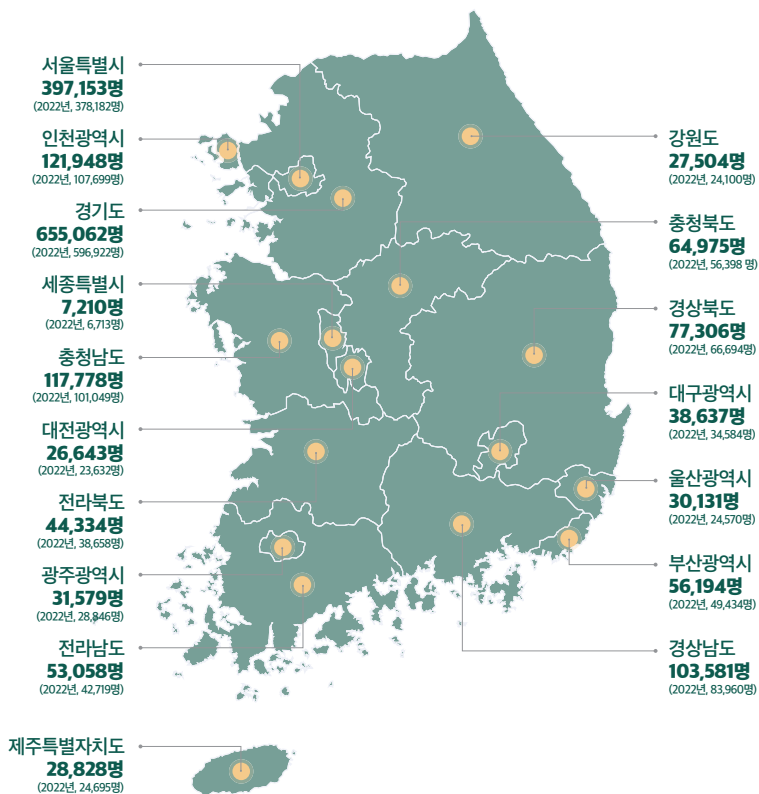 서울특별시
397,153명
(2022년, 378,182명)
인천광역시
121,948명
(2022년, 107,699명)
경기도
655,062명
(2022년, 596,922명)
세종특별시
7,210명
(2022년, 6,713명)
충청남도
117,778명
(2022년, 101,049명)
대전광역시
26,643명
(2022년, 23,632명)
전라북도
44,334명
(2022년, 38,658명)
광주광역시
31,579명
(2022년, 28,846명)
전라남도
53,058명
(2022년, 42,719명)
제주특별자치도
28,828명
(2022년, 24,695명)
강원도
27,504명
(2022년, 24,100명)
충청북도
64,975명
(2022년, 56,398 명)
경상북도
77,306명
(2022년, 66,694명)
대구광역시
38,637명
(2022년, 34,584명)
울산광역시
30,131명
(2022년, 24,570명)
부산광역시
56,194명
(2022년, 49,434명)
경상남도
103,581명
(2022년, 83,960명)